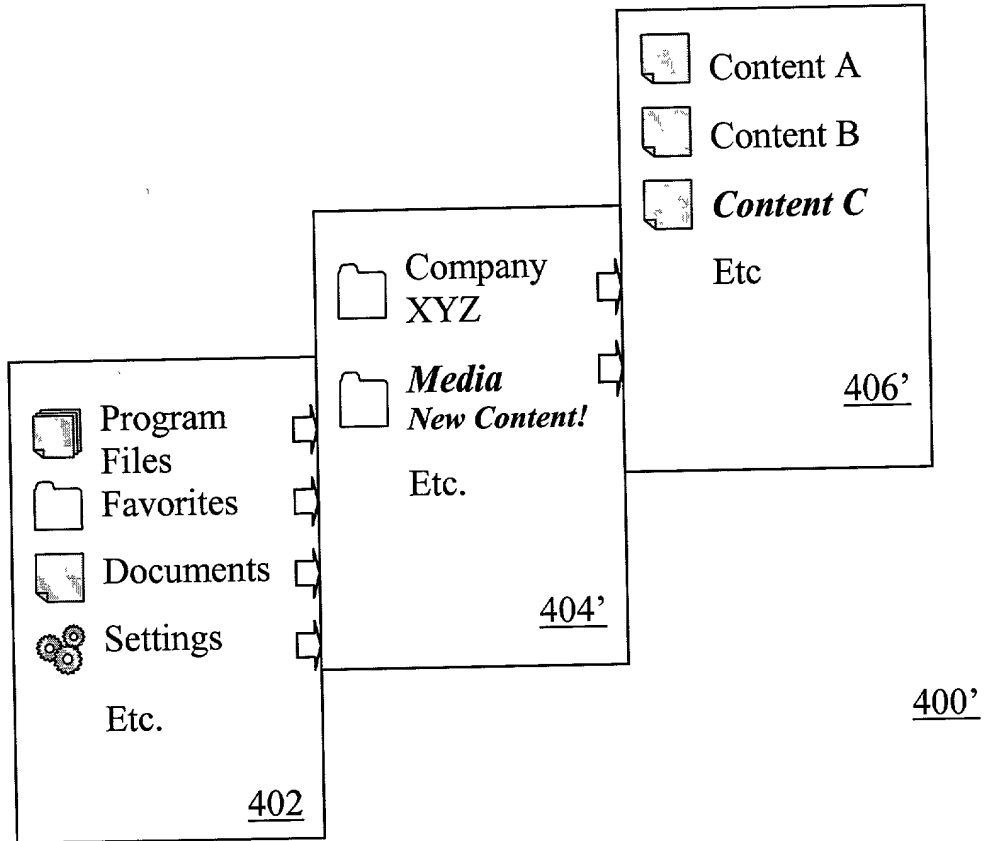 Content A
Content B
Content C
Etc
406’
Company
XYZ
Media
New Content!
Etc.
404’
Program
Files
Favorites
Documents
Settings
Etc.
402
400’